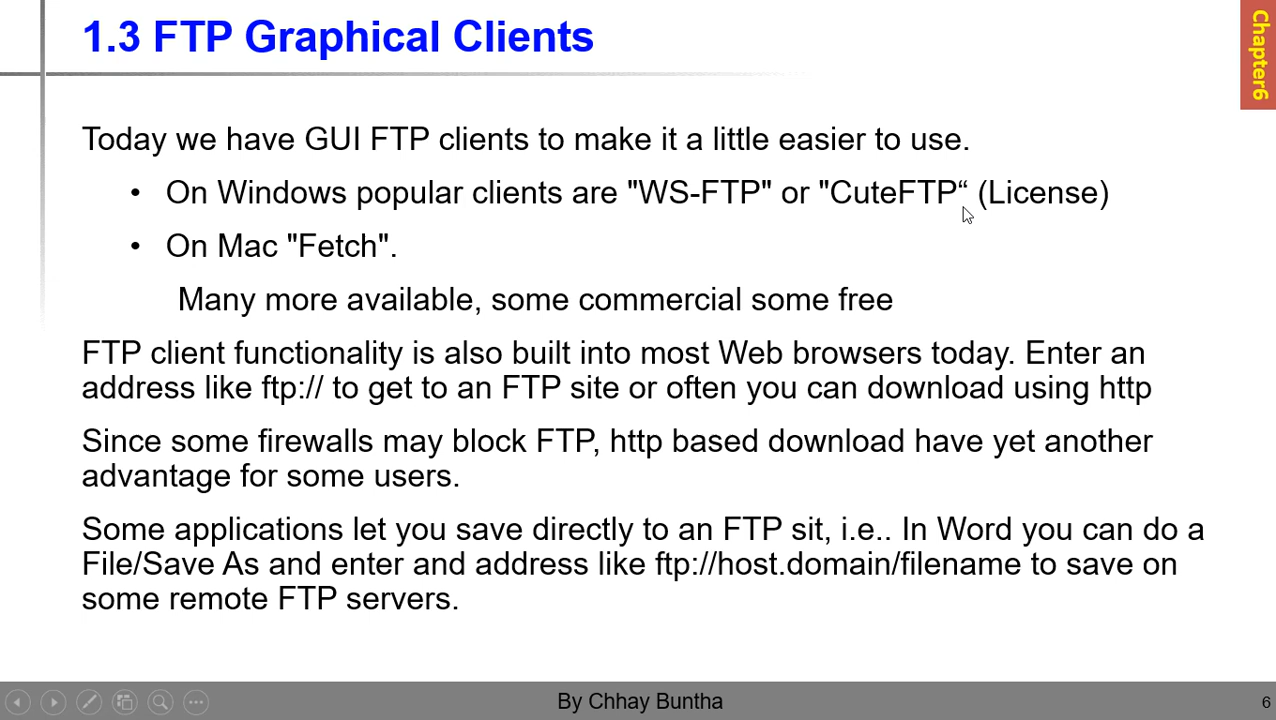 1.3 FTP Graphical Clients
Chapter6
Today we have GUI FTP clients to make it a little easier to use.
• On Windows popular clients are "WS-FTP" or "CuteFTP“ (License)
• On Mac "Fetch".
Many more available, some commercial some free
FTP client functionality is also built into most Web browsers today. Enter an
address like ftp:// to get to an FTP site or often you can download using http
Since some firewalls may block FTP, http based download have yet another
advantage for some users.
Some applications let you save directly to an FTP sit, i.e.. In Word you can do a
File/Save As and enter and address like ftp://host.domain/filename to save on
some remote FTP servers.
By Chhay Buntha
6